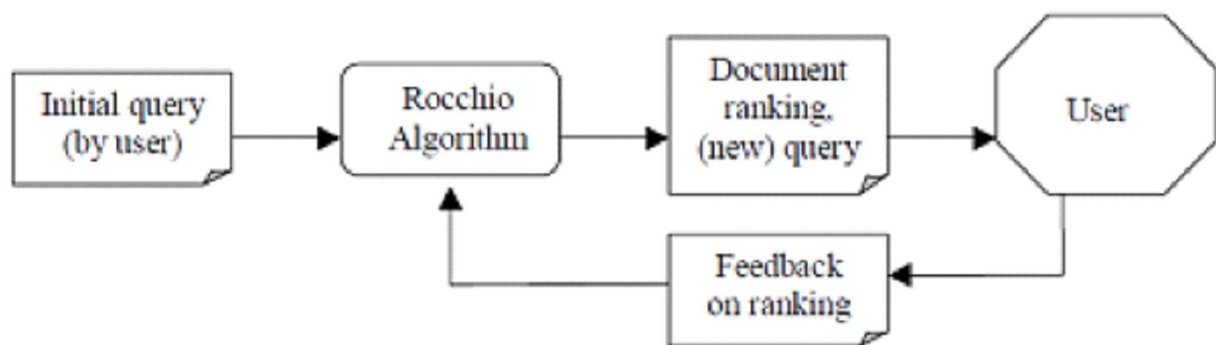 Initial query
(by user)
Rocchio
Algorithm
Document
ranking,
(new) query
User
Feedback
on ranking